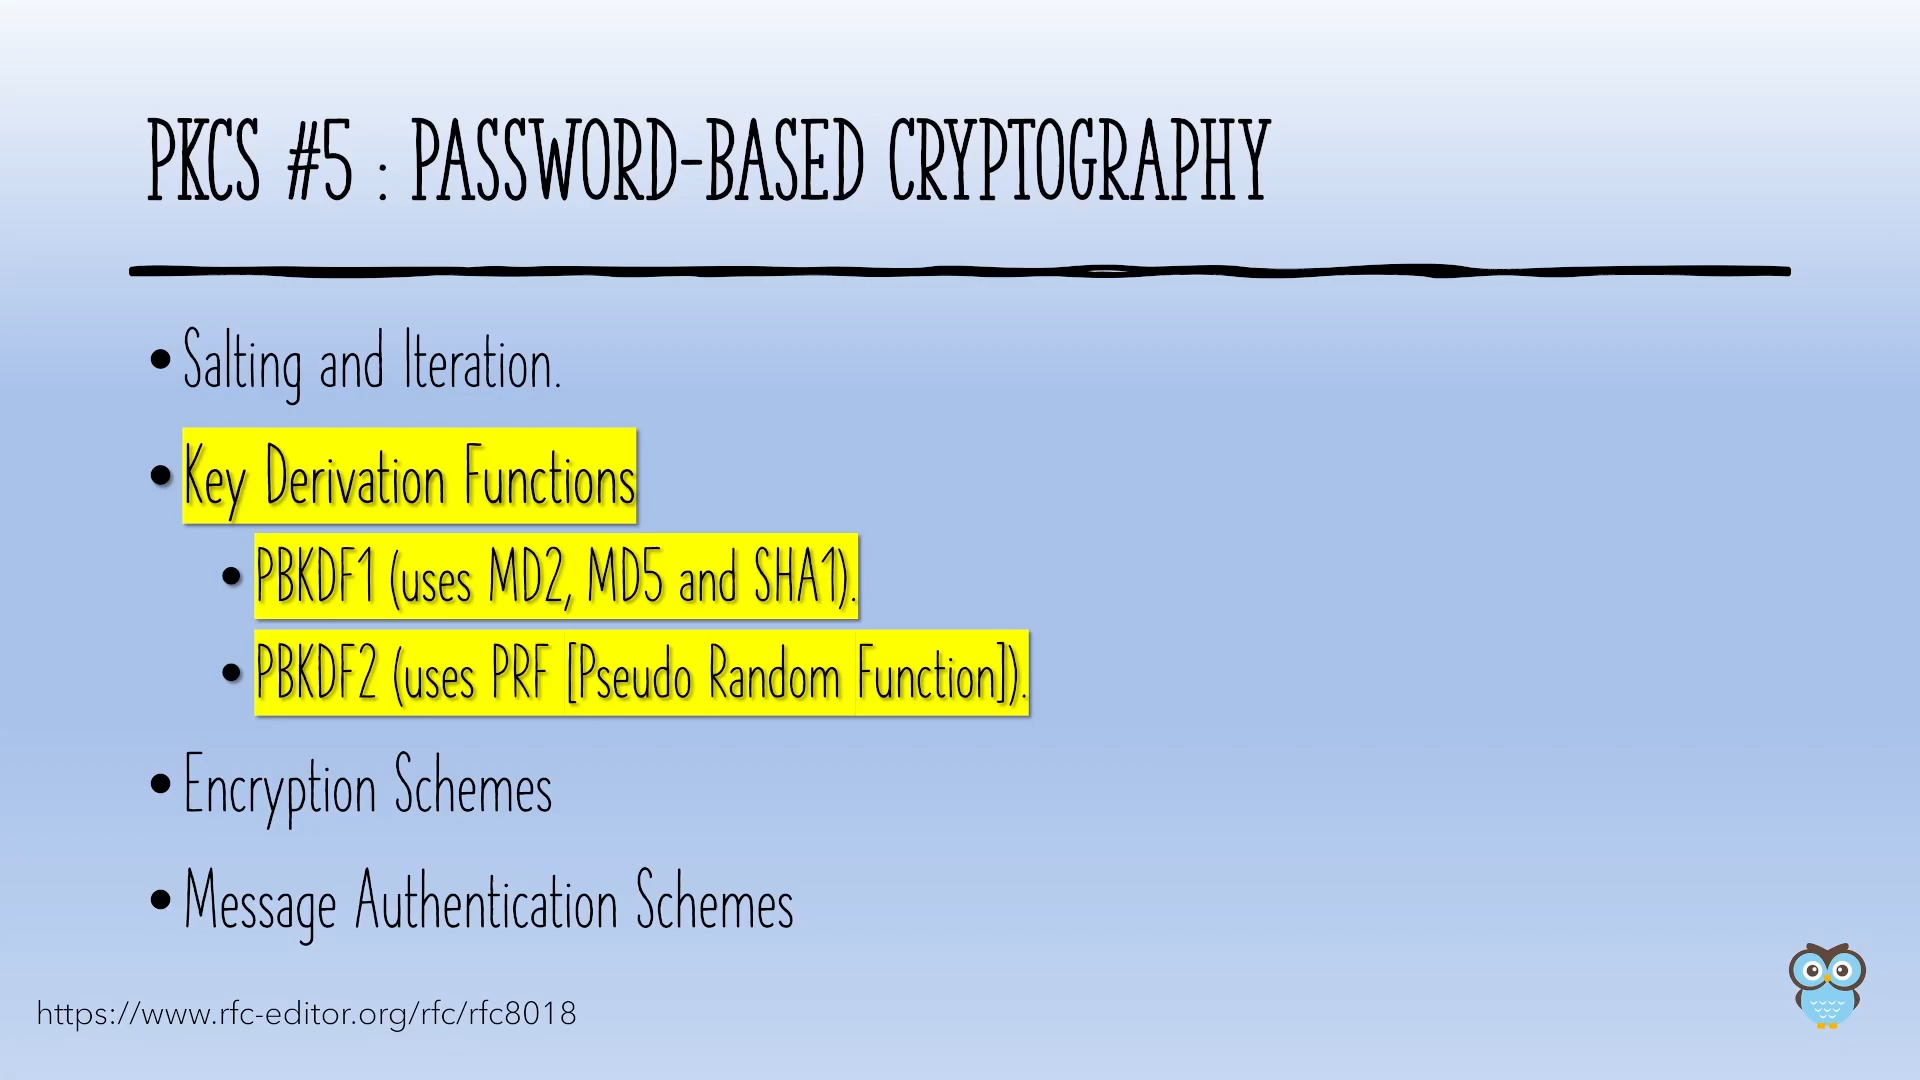 PKCS #5 : PASSWORD-BASED CRYPTOGRAPHY
• Salting and Iteration.
• Key Derivation Functions
• PBKDF1 (uses MD2, MD5 and SHA1).
• PBKDF2 (uses PRF [Pseudo Random Function]).
• Encryption Schemes
• Message Authentication Schemes
https://www.rfc-editor.org/rfc/rfc8018